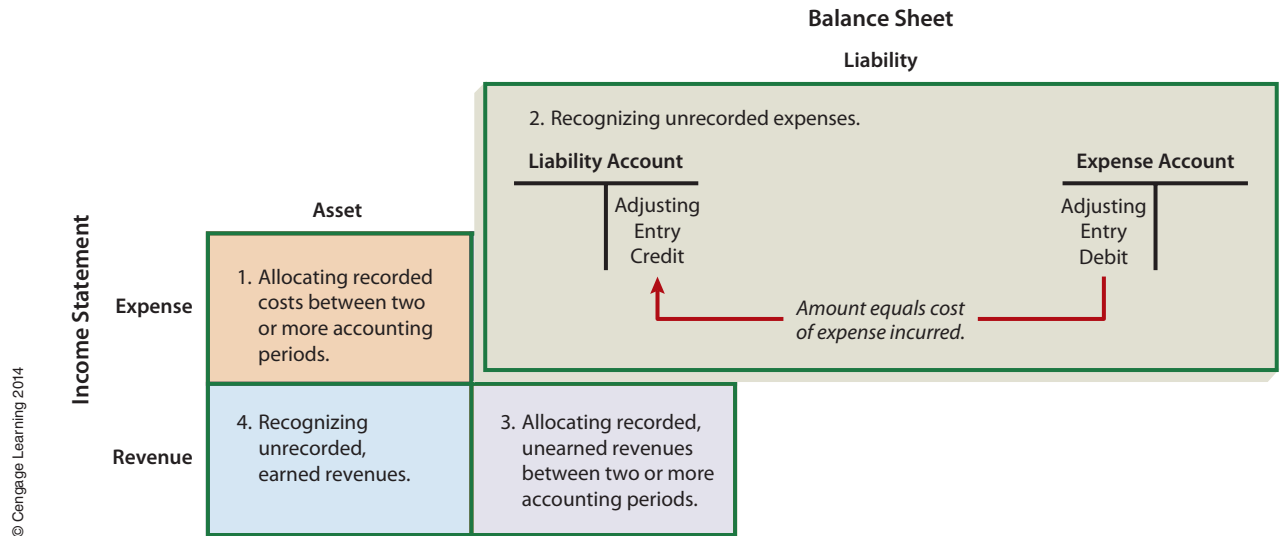 Balance Sheet
Liability
2. Recognizing unrecorded expenses.
Liability Account
Expense Account
Adjusting
Entry
Credit
Adjusting
Entry
Debit
Amount equals cost
of expense incurred.
Asset
Income Statement
Expense
1. Allocating recorded
costs between two
or more accounting
periods.
Revenue
4. Recognizing
unrecorded,
earned revenues.
3. Allocating recorded,
unearned revenues
between two or more
accounting periods.
© Cengage Learning 2014